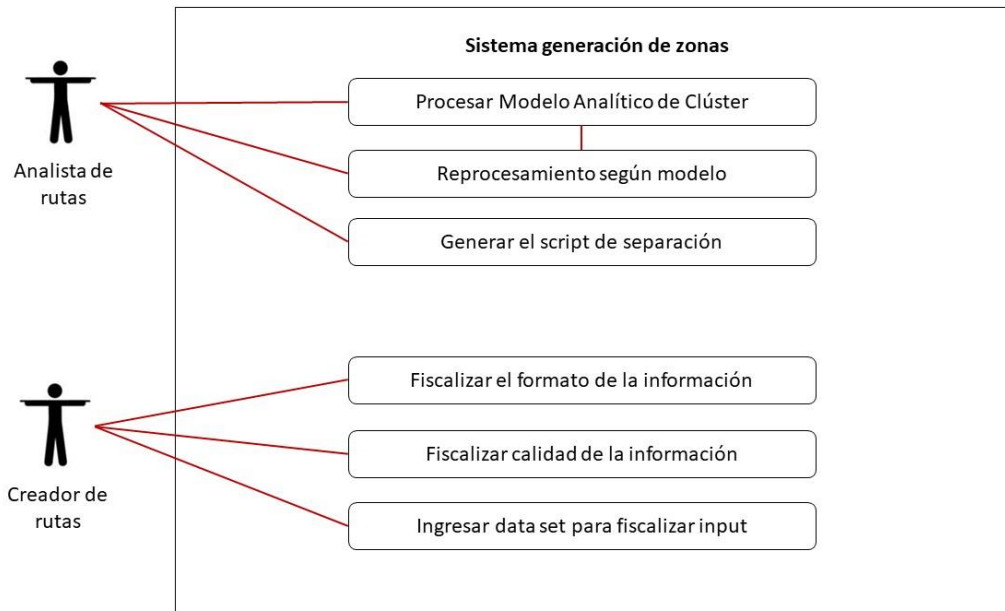 Sistema generación de zonas
Procesar Modelo Analítico de Clúster
Reprocesamiento según modelo
Generar el script de separación
Analista de
rutas
Fiscalizar el formato de la información
Fiscalizar calidad de la información
Ingresar data set para fiscalizar input
Creador de
rutas